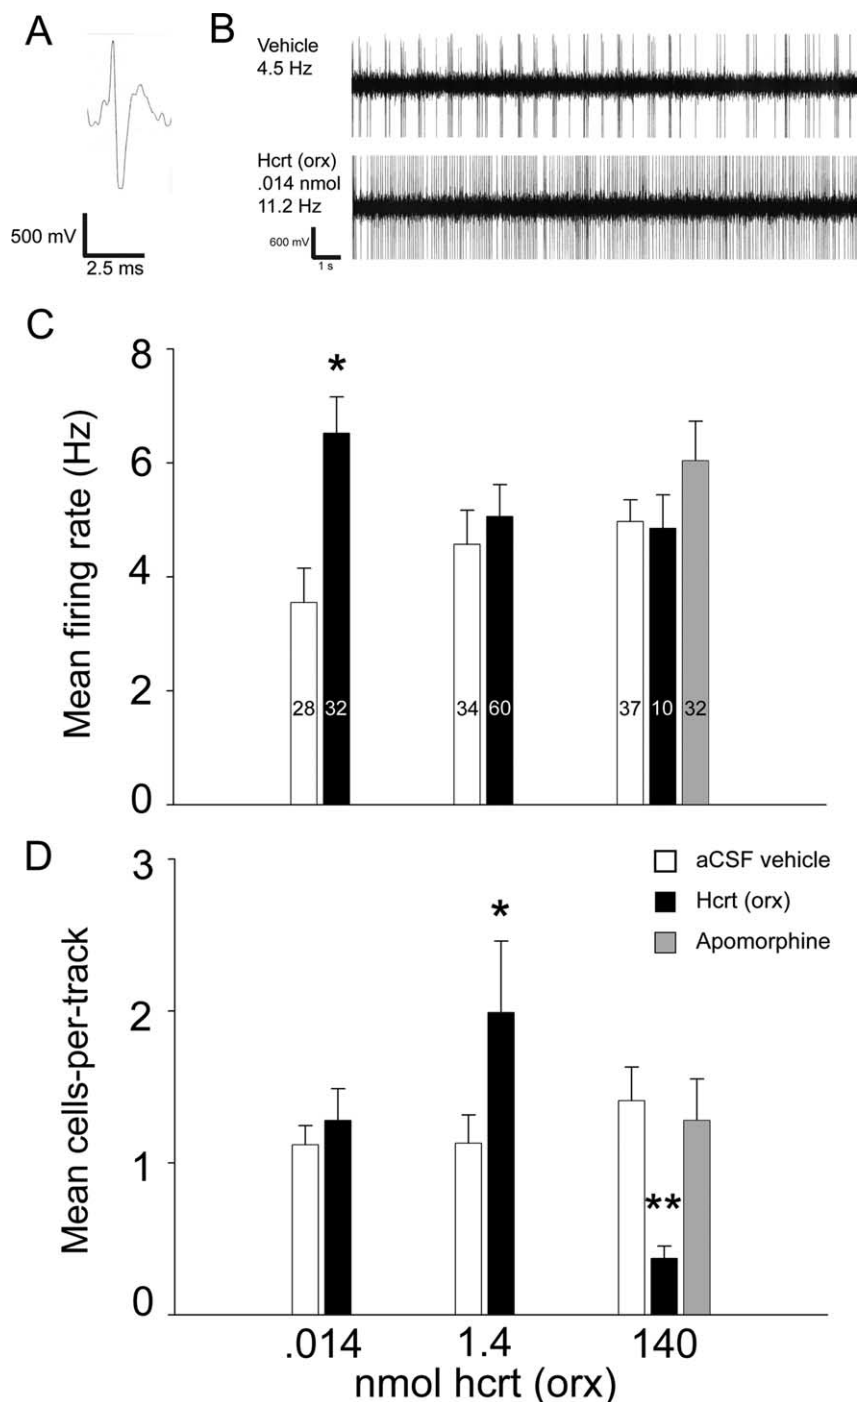 A
500 mV
2.5 ms
B
Vehicle
4.5 Hz
Hcrt (orx)
.014 nmol
11.2 Hz
600 mV
1 s
C
Mean firing rate (Hz)
8
6
4
2
0
*
28
32
34
60
37
10
32
D
Mean cells-per-track
3
2
1
0
aCSF vehicle
Hcrt (orx)
Apomorphine
*
**
.014
1.4
140
nmol hcrt (orx)